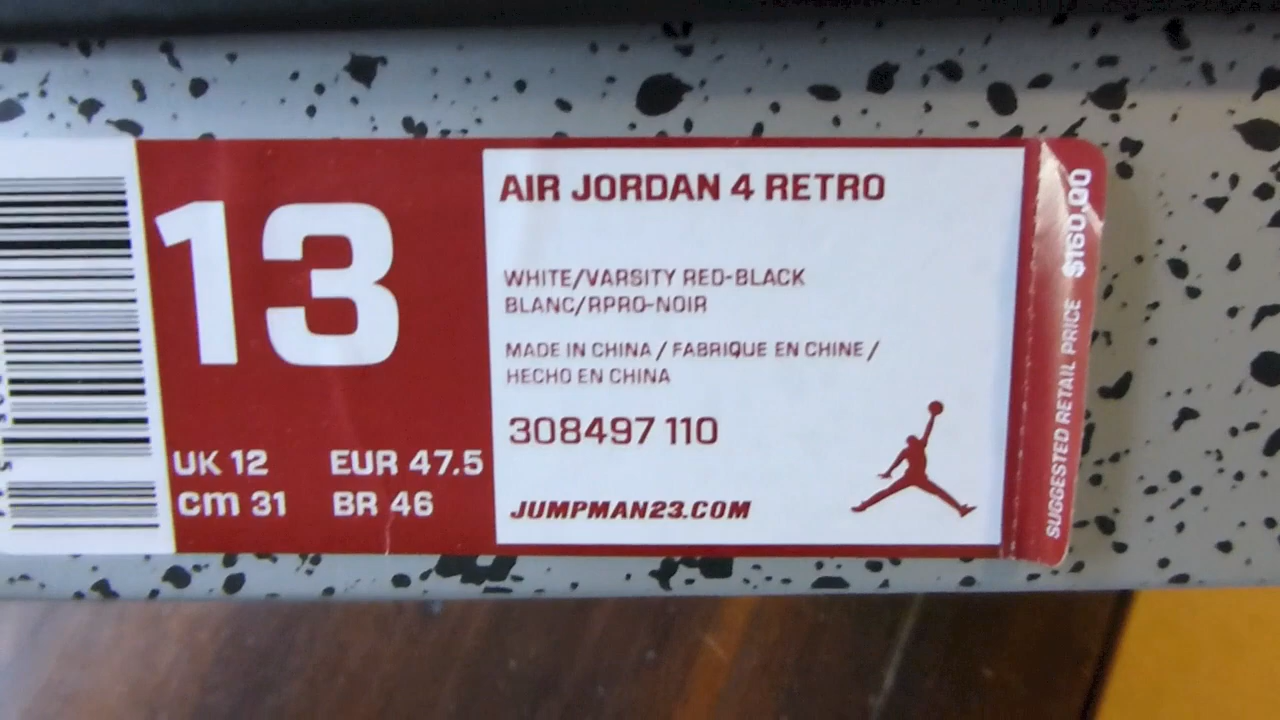 13
UK 12 EUR 47.5
cm 31 BR 46
AIR JORDAN 4 RETRO
WHITE/VARSITY RED-BLACK
BLANC/RPRO-NOIR
MADE IN CHINA / FABRIQUE EN CHINE /
HECHO EN CHINA
308497 110
JUMPMAN23.COM
SUGGESTED RETAIL PRICE $160.00